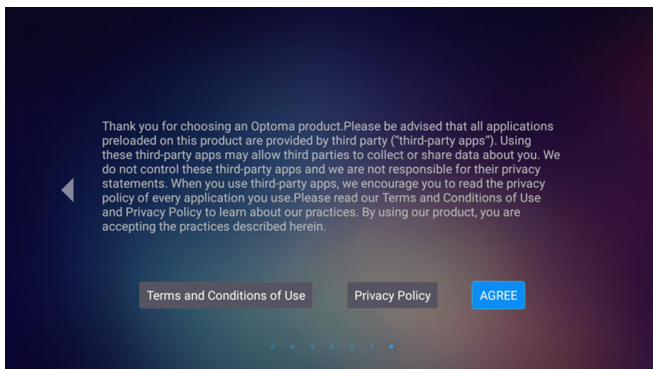 Thank you for choosing an Optoma product.Please be advised that all applications
preloaded on this product are provided by third party ("third-party apps"). Using
these third-party apps may allow third parties to collect or share data about you. We
do not control these third-party apps and we are not responsible for their privacy
statements. When you use third-party apps, we encourage you to read the privacy
policy of every application you use.Please read our Terms and Conditions of Use
and Privacy Policy to learn about our practices. By using our product, you are
accepting the practices described herein.
Terms and Conditions of Use
Privacy Policy
AGREE